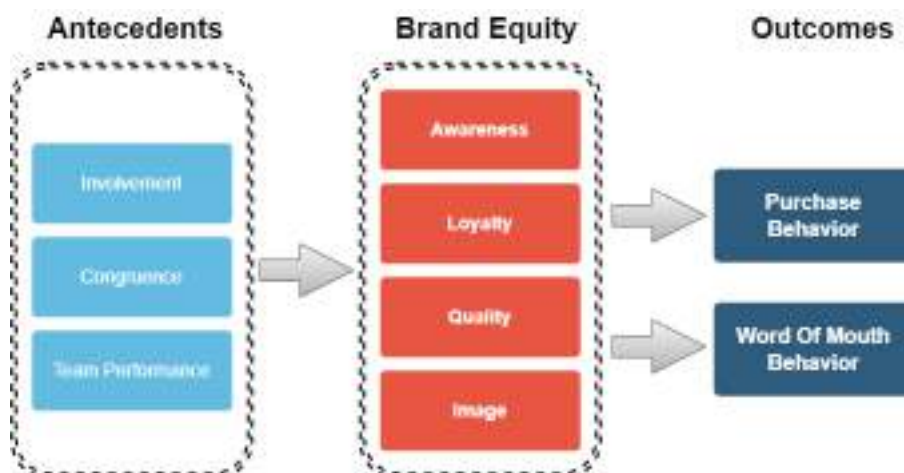 Antecedents
Involvement
Congruence
Team Performance
Brand Equity
Awareness
Loyalty
Quality
Image
Outcomes
Purchase
Behavior
Word Of Mouth
Behavior